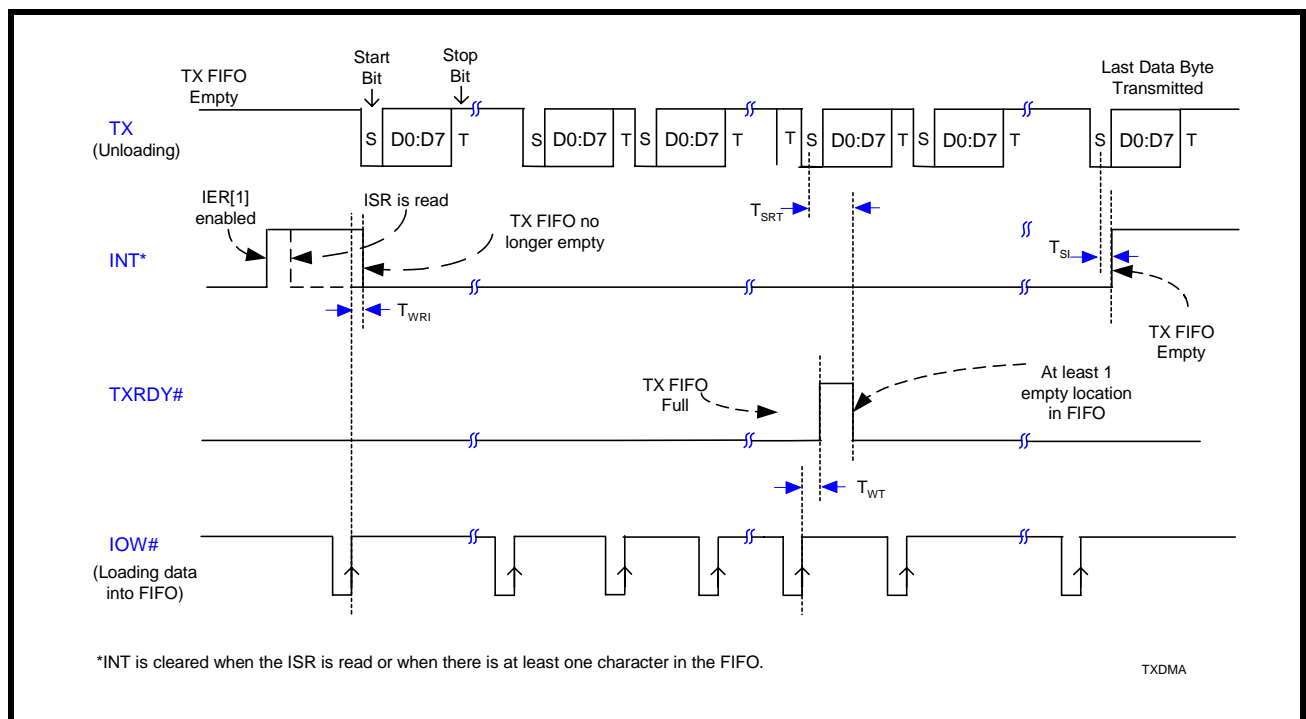 Start
Bit
Stop
Bit
TX FIFO
Empty
Last Data Byte
Transmitted
TX
(Unloading)
S D0:D7 T S D0:D7 T S D0:D7 T T S D0:D7 T S D0:D7 T S D0:D7 T
IER[1]
enabled
ISR is read
TX FIFO no
longer empty
TSRT
INT*
TSI
TWRI
TX FIFO
Empty
TXRDY#
TX FIFO
Full
At least 1
empty location
in FIFO
TWT
IOW#
(Loading data
into FIFO)
*INT is cleared when the ISR is read or when there is at least one character in the FIFO.
TXDMA